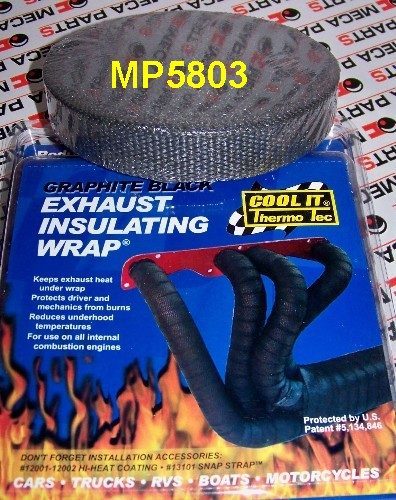 MECA PARTS
MP5803
GRAPHITE BLACK
EXHAUST
INSULATING
WRAP®
COOL IT
Thermo Tec
Keeps exhaust heat
under wrap
Protects driver and
mechanics from burns
Reduces underhood
temperatures
For use on all internal
combustion engines
Protected by U.S.
Patent #5,134,846
DON'T FORGET INSTALLATION ACCESSORIES:
#12001-12002 HI-HEAT COATING • #13101 SNAP STRAP™
CARS • TRUCKS • RVS • BOATS • MOTORCYCLES